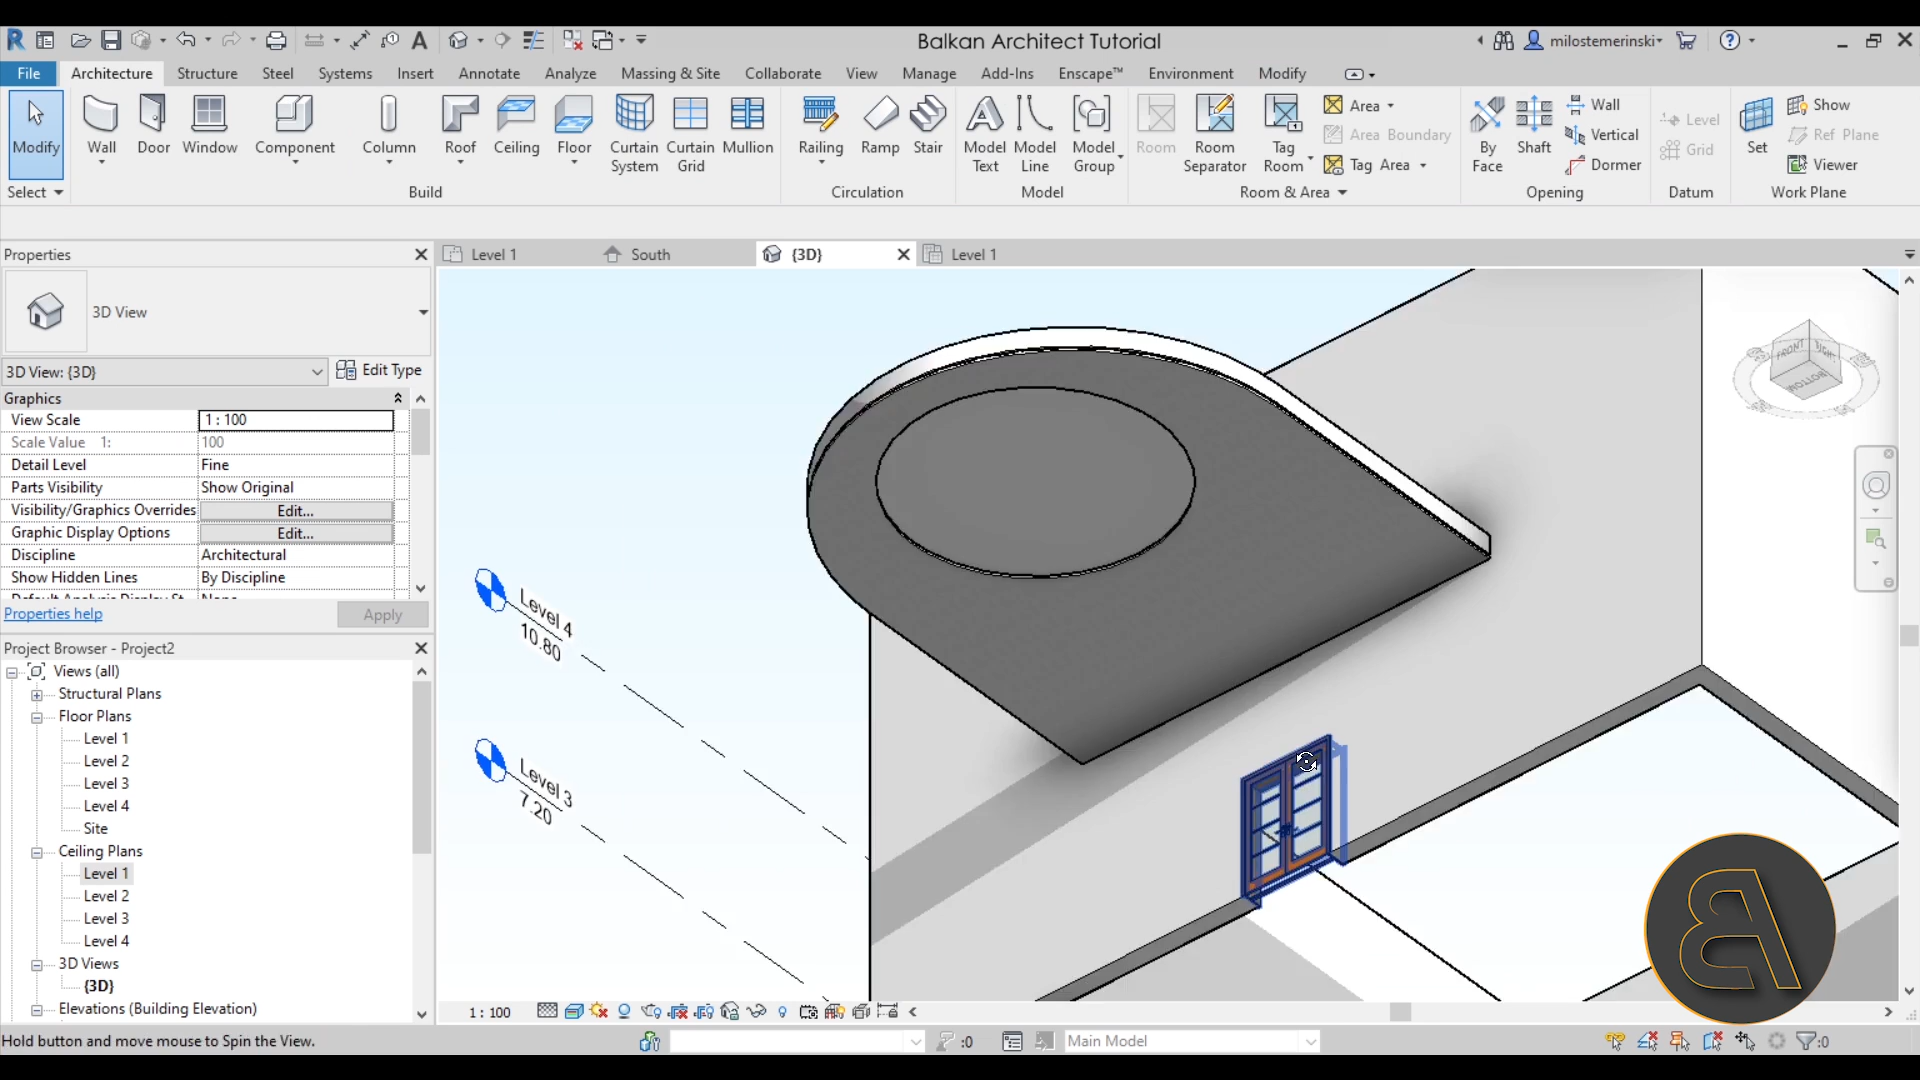 Balkan Architect Tutorial
milostemerinski
File Architecture Structure Steel Systems Insert Annotate Analyze Massing & Site Collaborate View Manage Add-Ins Enscape™ Environment Modify
Modify Wall Door Window Component Column Roof Ceiling Floor Curtain System Curtain Grid Mullion Railing Ramp Stair Model Text Model Line Model Group Room Room Separator Tag Room
Area
Area Boundary
Tag Area
By Face Shaft
Wall
Vertical
Dormer
Level
Grid
Set
Show
Ref Plane
Viewer
Select Build Circulation Model Room & Area Opening Datum Work Plane
Properties
Level 1 South {3D} Level 1
3D View
3D View: {3D} Edit Type
Graphics
View Scale 1 : 100
Scale Value 1: 100
Detail Level Fine
Parts Visibility Show Original
Visibility/Graphics Overrides Edit...
Graphic Display Options Edit...
Discipline Architectural
Show Hidden Lines By Discipline
Properties help Apply
Project Browser - Project2
Views (all)
Structural Plans
Floor Plans
Level 1
Level 2
Level 3
Level 4
Site
Ceiling Plans
Level 1
Level 2
Level 3
Level 4
3D Views
{3D}
Elevations (Building Elevation)
Level 4
10.80
Level 3
7.20
FRONT RIGHT
BOTTOM
1 : 100
Hold button and move mouse to Spin the View.
:0
Main Model
:0